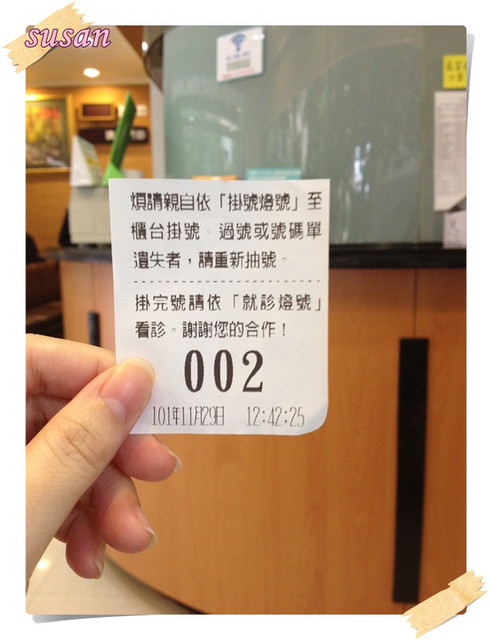 susan
煩請親自依「掛號燈號」至
櫃台掛號。過號或號碼單
遺失者，請重新抽號。
掛完號請依「就診燈號」
看診。謝謝您的合作！
002
101年11月29日 12:42:25